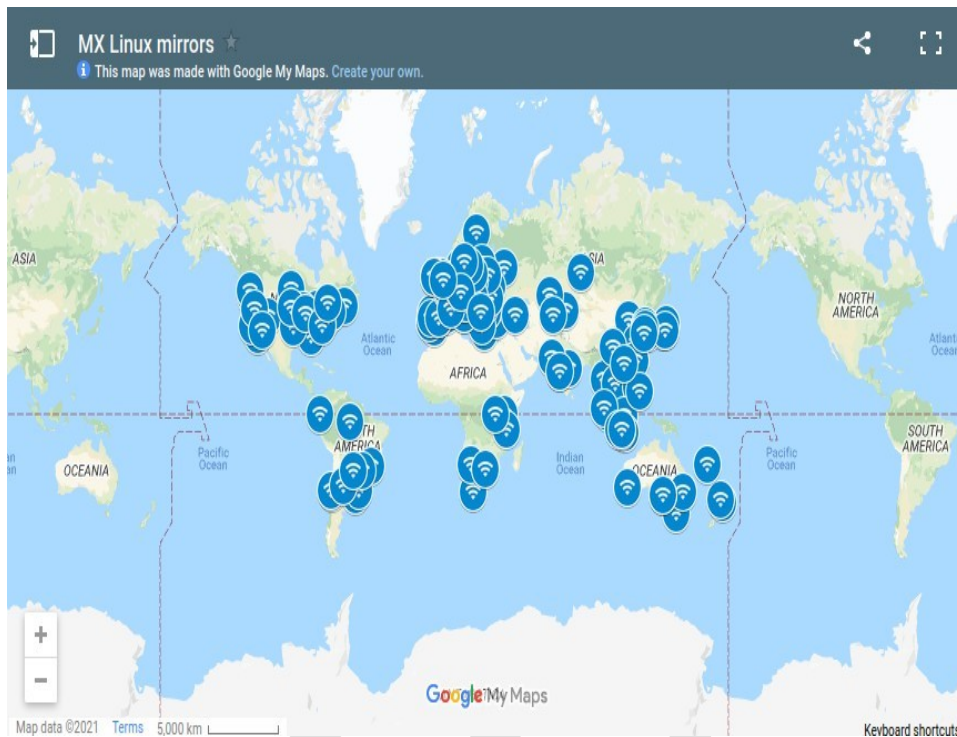 MX Linux mirrors
This map was made with Google My Maps. Create your own.
ASIA
NORTH
AMERICA
Atlantic
Ocean
AFRICA
AMERICA
Pacific
Ocean
OCEANIA
Indian
Ocean
OCEANIA
Pacific
Ocean
SOUTH
AMERICA
Google My Maps
Map data ©2021 Terms 5,000 km
Keyboard shortcuts